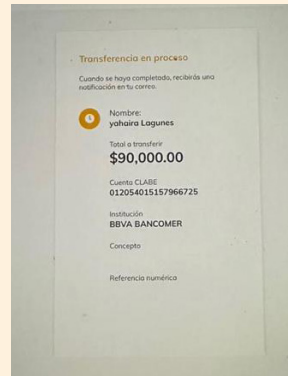 Transferencia en proceso
Cuando se haya completado, recibirás una
notificación en tu correo.
Nombre:
yahaira Lagunes
Total a transferir
$90,000.00
Cuenta CLABE
012054015157966725
Institución
BBVA BANCOMER
Concepto
Referencia numérica